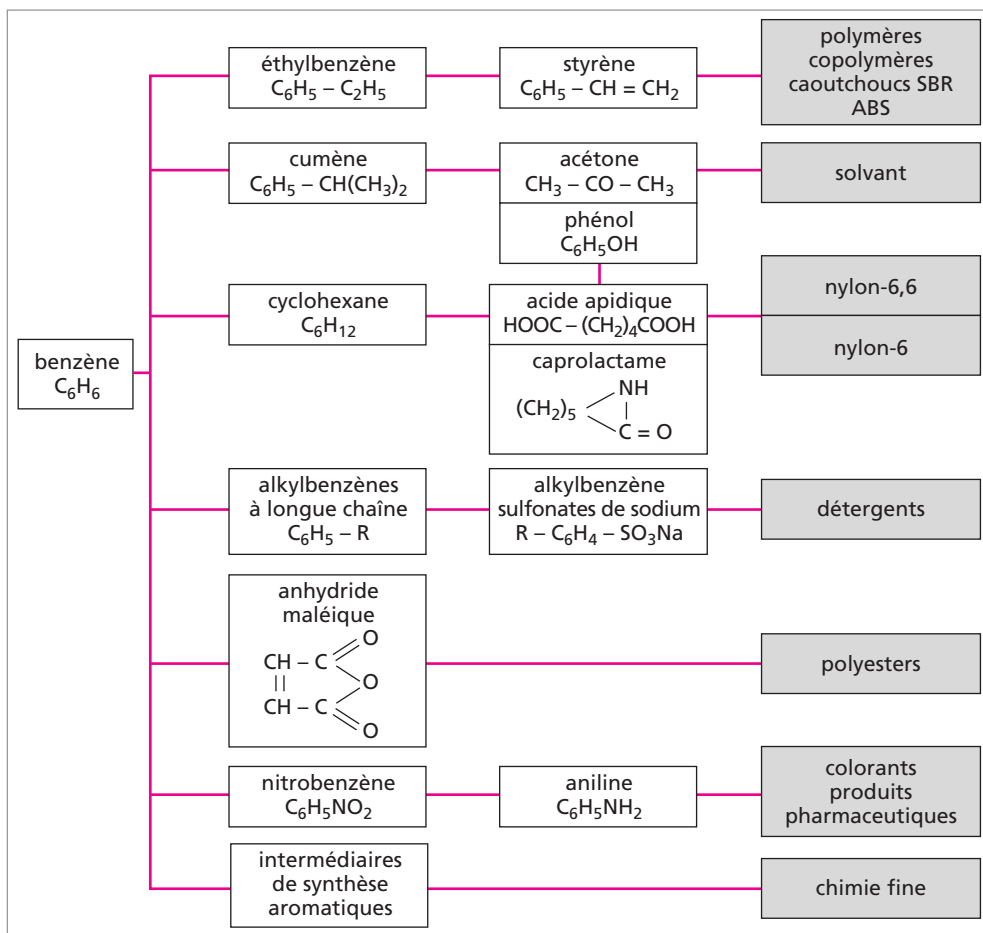 éthylbenzène
C₆H₅ – C₂H₅
styrène
C₆H₅ – CH = CH₂
polymères
copolymères
caoutchoucs SBR
ABS
cumène
C₆H₅ – CH(CH₃)₂
acétone
CH₃ – CO – CH₃
solvant
phénol
C₆H₅OH
cyclohexane
C₆H₁₂
acide apidique
HOOC – (CH₂)₄COOH
nylon-6,6
nylon-6
benzène
C₆H₆
caprolactame
NH
(CH₂)₅
C = O
alkylbenzènes
à longue chaîne
C₆H₅ – R
alkylbenzène
sulfonates de sodium
R – C₆H₄ – SO₃Na
détergents
anhydride
maléique
O
CH – C
O
CH – C
O
polyesters
nitrobenzène
C₆H₅NO₂
aniline
C₆H₅NH₂
colorants
produits
pharmaceutiques
intermédiaires
de synthèse
aromatiques
chimie fine